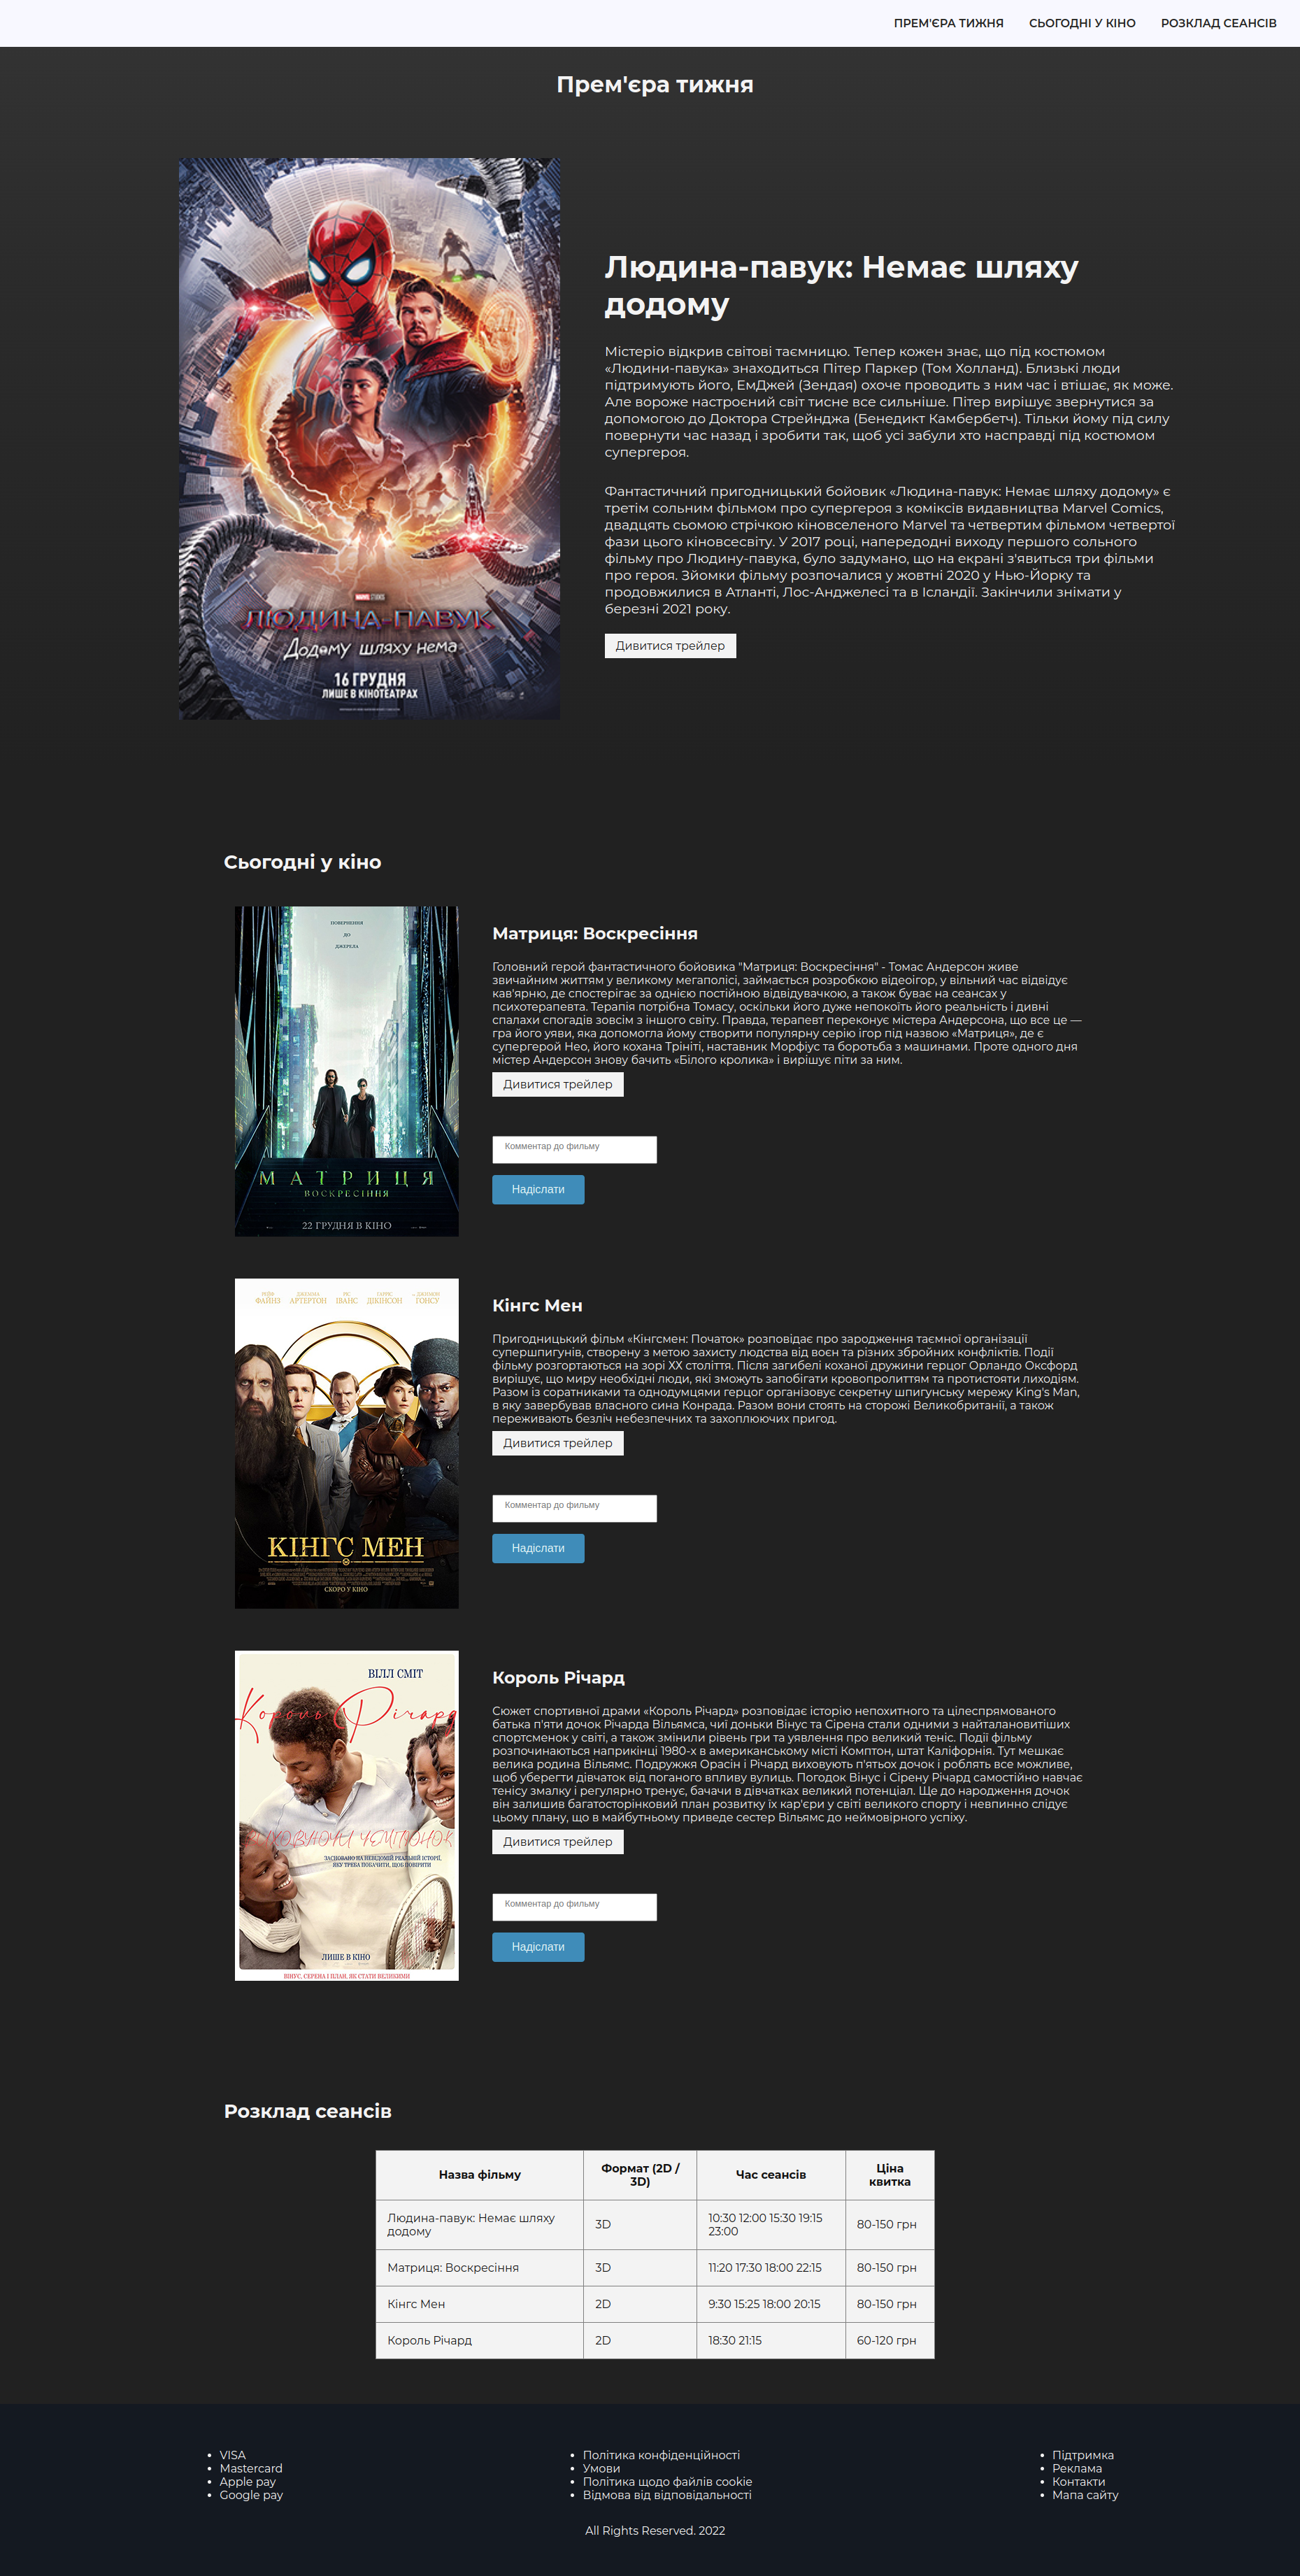 ПРЕМ'ЄРА ТИЖНЯ СЬОГОДНІ У КІНО РОЗКЛАД СЕАНСІВ
Прем'єра тижня
MARVEL STUDIOS
ЛЮДИНА-ПАВУК
Додому шляху нема
16 ГРУДНЯ
ЛИШЕ В КІНОТЕАТРАХ
Людина-павук: Немає шляху
додому
Містеріо відкрив світові таємницю. Тепер кожен знає, що під костюмом
«Людини-павука» знаходиться Пітер Паркер (Том Холланд). Близькі люди
підтримують його, ЕмДжей (Зендая) охоче проводить з ним час і втішає, як може.
Але вороже настроєний світ тисне все сильніше. Пітер вирішує звернутися за
допомогою до Доктора Стрейнджа (Бенедикт Камбербетч). Тільки йому під силу
повернути час назад і зробити так, щоб усі забули хто насправді під костюмом
супергероя.
Фантастичний пригодницький бойовик «Людина-павук: Немає шляху додому» є
третім сольним фільмом про супергероя з коміксів видавництва Marvel Comics,
двадцять сьомою стрічкою кіновселеного Marvel та четвертим фільмом четвертої
фази цього кіновсесвіту. У 2017 році, напередодні виходу першого сольного
фільму про Людину-павука, було задумано, що на екрані з'явиться три фільми
про героя. Зйомки фільму розпочалися у жовтні 2020 у Нью-Йорку та
продовжилися в Атланті, Лос-Анджелесі та в Ісландії. Закінчили знімати у
березні 2021 року.
Дивитися трейлер
Сьогодні у кіно
ПОВЕРНЕННЯ
ДО
ДЖЕРЕЛА
МАТРИЦЯ
ВОСКРЕСІННЯ
22 ГРУДНЯ В КІНО
Матриця: Воскресіння
Головний герой фантастичного бойовика "Матриця: Воскресіння" - Томас Андерсон живе
звичайним життям у великому мегаполісі, займається розробкою відеоігор, у вільний час відвідує
кав'ярню, де спостерігає за однією постійною відвідувачкою, а також буває на сеансах у
психотерапевта. Терапія потрібна Томасу, оскільки його дуже непокоїть його реальність і дивні
спалахи спогадів зовсім з іншого світу. Правда, терапевт переконує містера Андерсона, що все це —
гра його уяви, яка допомогла йому створити популярну серію ігор під назвою «Матриця», де є
супергерой Нео, його кохана Трініті, наставник Морфіус та боротьба з машинами. Проте одного дня
містер Андерсон знову бачить «Білого кролика» і вирішує піти за ним.
Дивитися трейлер
Комментар до фильму
Надіслати
РЕЙФ ФАЙНЗ ДЖЕММА АРТЕРТОН РІС ІВАНС ГАРРІС ДІКІНСОН ДЖІМОН ГОНСУ
КІНГС МЕН
СКОРО У КІНО
Кінгс Мен
Пригодницький фільм «Кінгсмен: Початок» розповідає про зародження таємної організації
супершпигунів, створену з метою захисту людства від воєн та різних збройних конфліктів. Події
фільму розгортаються на зорі XX століття. Після загибелі коханої дружини герцог Орландо Оксфорд
вирішує, що миру необхідні люди, які зможуть запобігати кровопролиттям та протистояти лиходіям.
Разом із соратниками та однодумцями герцог організовує секретну шпигунську мережу King's Man,
в яку завербував власного сина Конрада. Разом вони стоять на сторожі Великобританії, а також
переживають безліч небезпечних та захоплюючих пригод.
Дивитися трейлер
Комментар до фильму
Надіслати
ВІЛЛ СМІТ
Король Річард
ЗАСНОВАНО НА НЕВІДОМІЙ РЕАЛЬНІЙ ІСТОРІЇ,
ЯКУ ТРЕБА ПОБАЧИТИ, ЩОБ ПОВІРИТИ
ЛИШЕ В КІНО
ВІНУС, СЕРЕНА І ПЛАН, ЯК СТАТИ ВЕЛИКИМИ
Король Річард
Сюжет спортивної драми «Король Річард» розповідає історію непохитного та цілеспрямованого
батька п'яти дочок Річарда Вільямса, чиї доньки Вінус та Сірена стали одними з найталановитіших
спортсменок у світі, а також змінили рівень гри та уявлення про великий теніс. Події фільму
розпочинаються наприкінці 1980-х в американському місті Комптон, штат Каліфорнія. Тут мешкає
велика родина Вільямс. Подружжя Орасін і Річард виховують п'ятьох дочок і роблять все можливе,
щоб уберегти дівчаток від поганого впливу вулиць. Погодок Вінус і Сірену Річард самостійно навчає
тенісу змалку і регулярно тренує, бачачи в дівчатках великий потенціал. Ще до народження дочок
він залишив багатосторінковий план розвитку їх кар'єри у світі великого спорту і невпинно слідує
цьому плану, що в майбутньому приведе сестер Вільямс до неймовірного успіху.
Дивитися трейлер
Комментар до фильму
Надіслати
Розклад сеансів
Назва фільму Формат (2D / 3D) Час сеансів Ціна квитка
Людина-павук: Немає шляху додому 3D 10:30 12:00 15:30 19:15 23:00 80-150 грн
Матриця: Воскресіння 3D 11:20 17:30 18:00 22:15 80-150 грн
Кінгс Мен 2D 9:30 15:25 18:00 20:15 80-150 грн
Король Річард 2D 18:30 21:15 60-120 грн
VISA
Mastercard
Apple pay
Google pay
Політика конфіденційності
Умови
Політика щодо файлів cookie
Відмова від відповідальності
Підтримка
Реклама
Контакти
Мапа сайту
All Rights Reserved. 2022